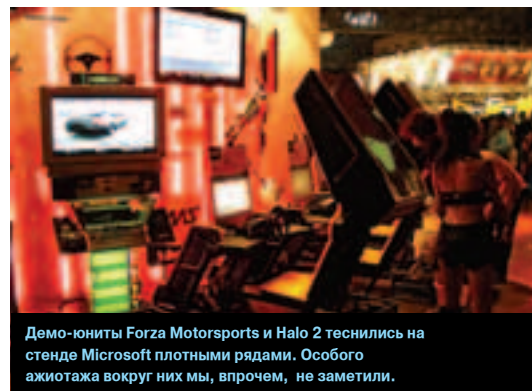 Демо-юниты Forza Motorsports и Halo 2 теснились на
стенде Microsoft плотными рядами. Особого
ажиотажа вокруг них мы, впрочем, не заметили.